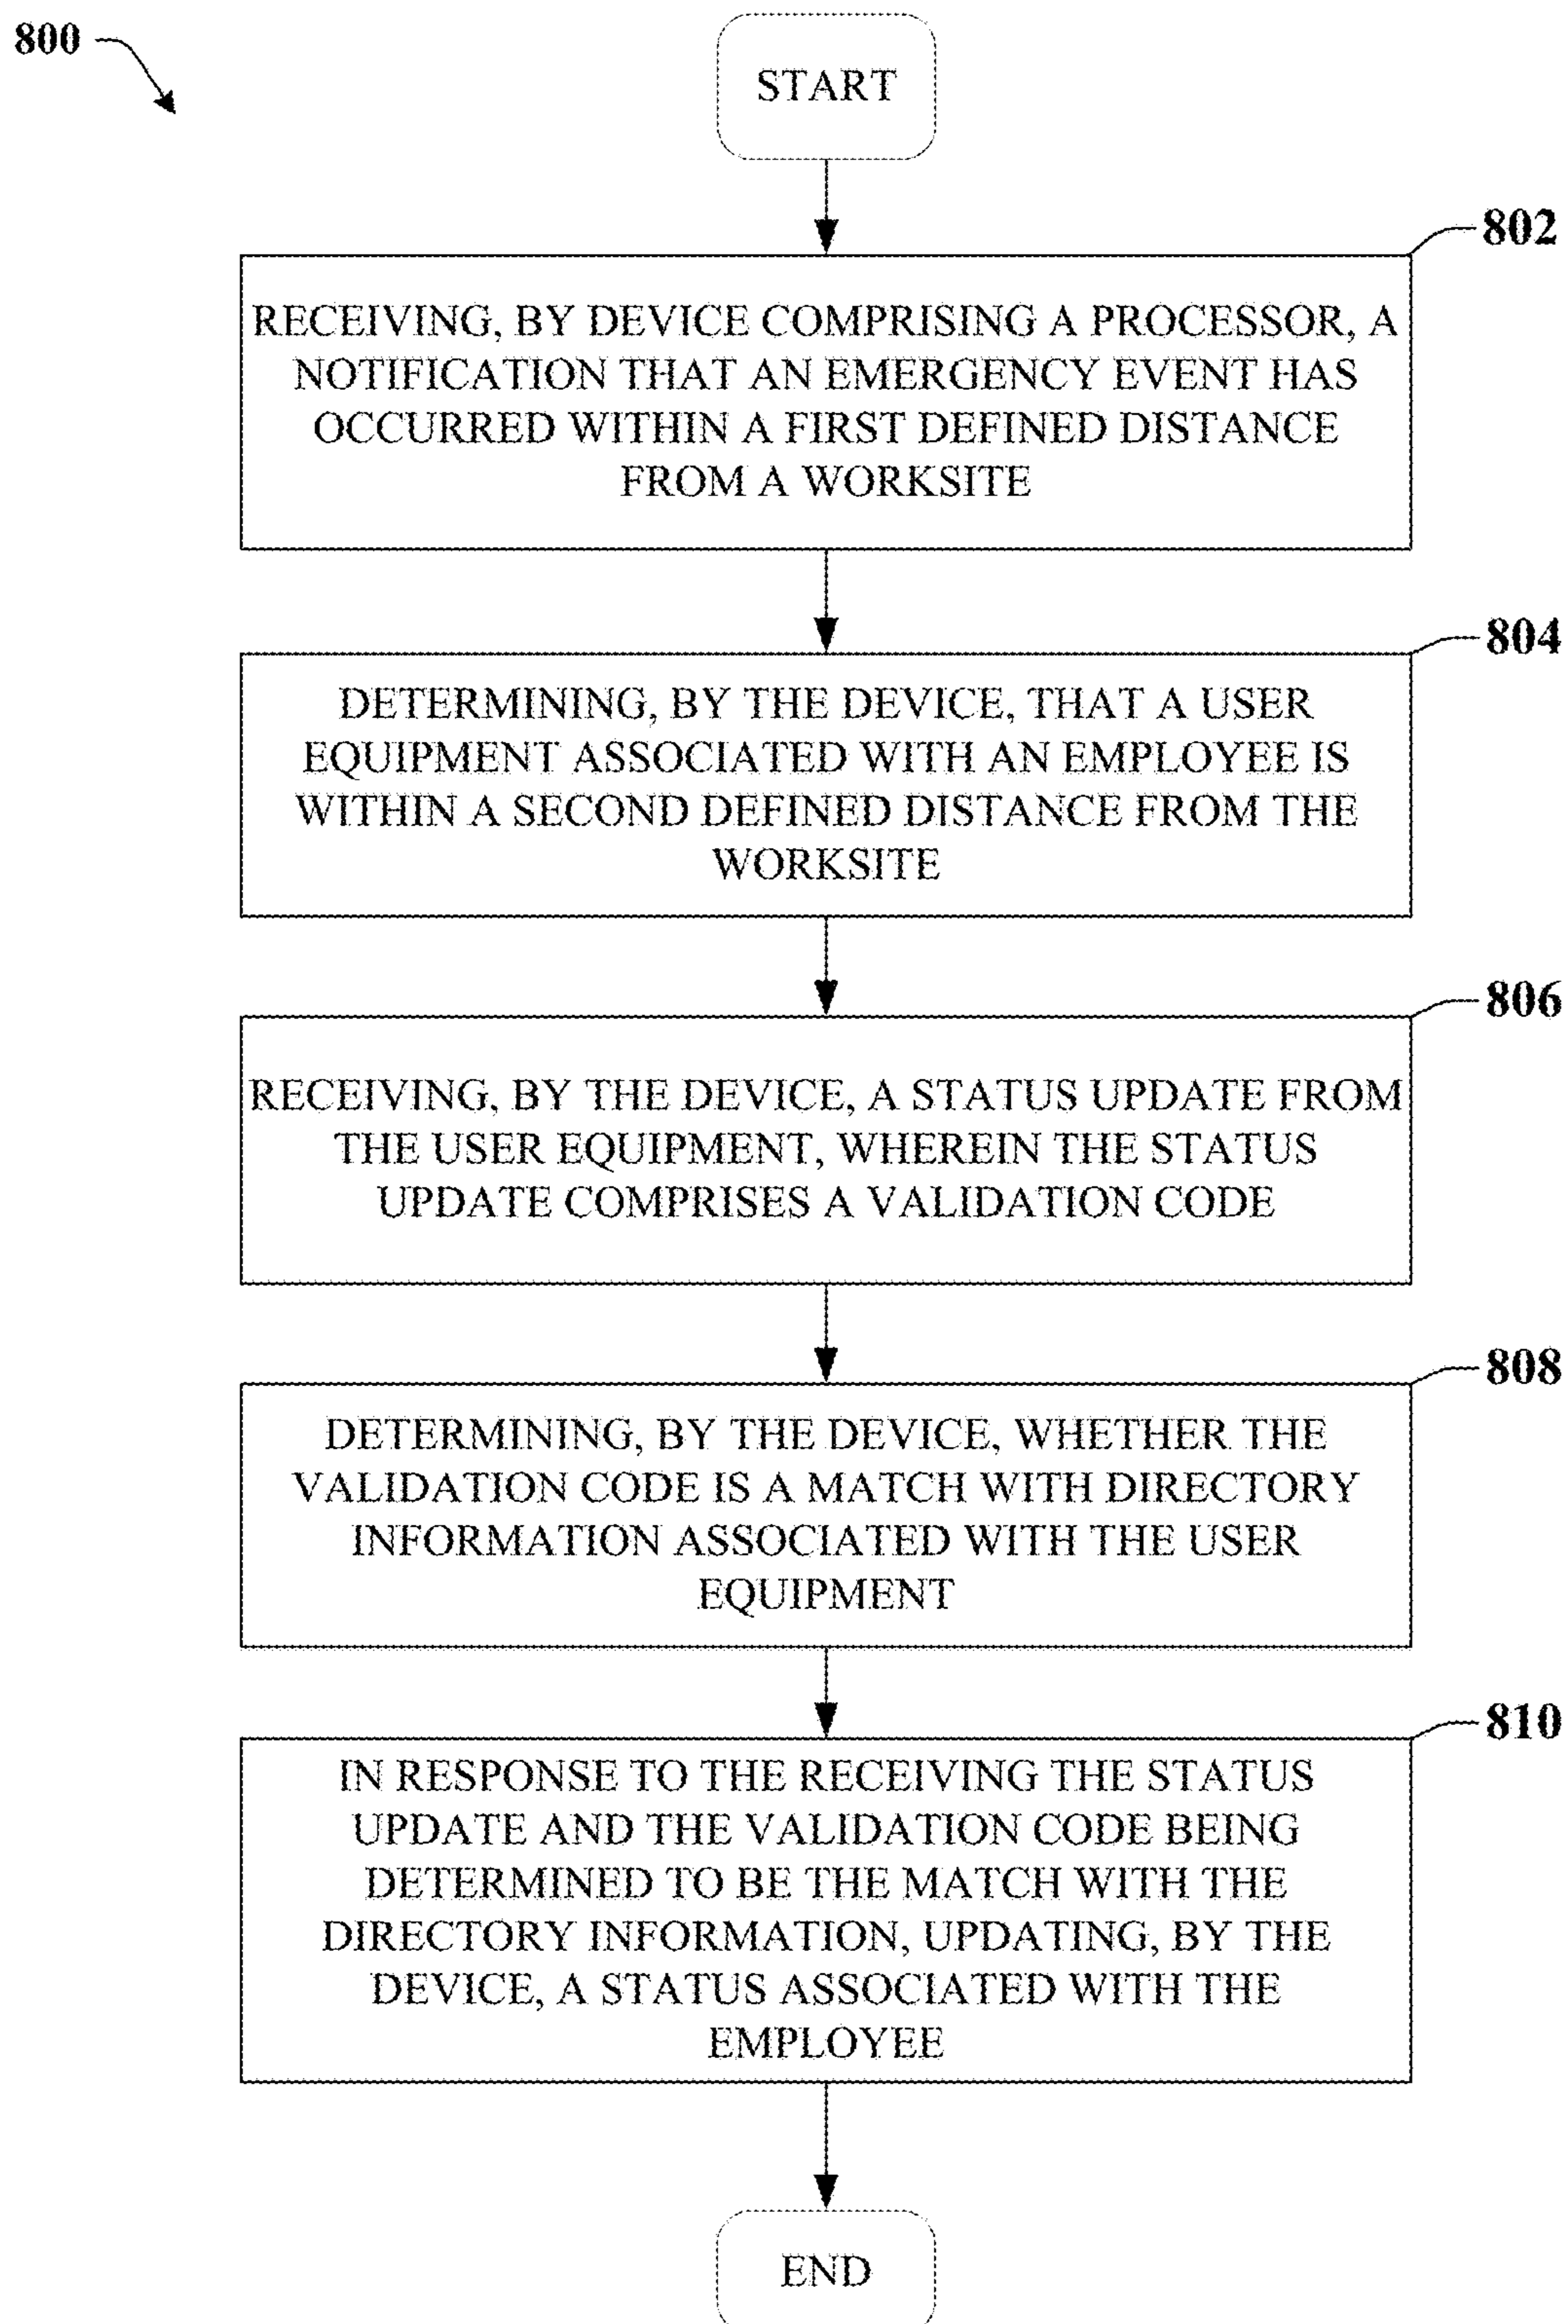 800
START
802
RECEIVING, BY DEVICE COMPRISING A PROCESSOR, A
NOTIFICATION THAT AN EMERGENCY EVENT HAS
OCCURRED WITHIN A FIRST DEFINED DISTANCE
FROM A WORKSITE
804
DETERMINING, BY THE DEVICE, THAT A USER
EQUIPMENT ASSOCIATED WITH AN EMPLOYEE IS
WITHIN A SECOND DEFINED DISTANCE FROM THE
WORKSITE
806
RECEIVING, BY THE DEVICE, A STATUS UPDATE FROM
THE USER EQUIPMENT, WHEREIN THE STATUS
UPDATE COMPRISES A VALIDATION CODE
808
DETERMINING, BY THE DEVICE, WHETHER THE
VALIDATION CODE IS A MATCH WITH DIRECTORY
INFORMATION ASSOCIATED WITH THE USER
EQUIPMENT
810
IN RESPONSE TO THE RECEIVING THE STATUS
UPDATE AND THE VALIDATION CODE BEING
DETERMINED TO BE THE MATCH WITH THE
DIRECTORY INFORMATION, UPDATING, BY THE
DEVICE, A STATUS ASSOCIATED WITH THE
EMPLOYEE
END